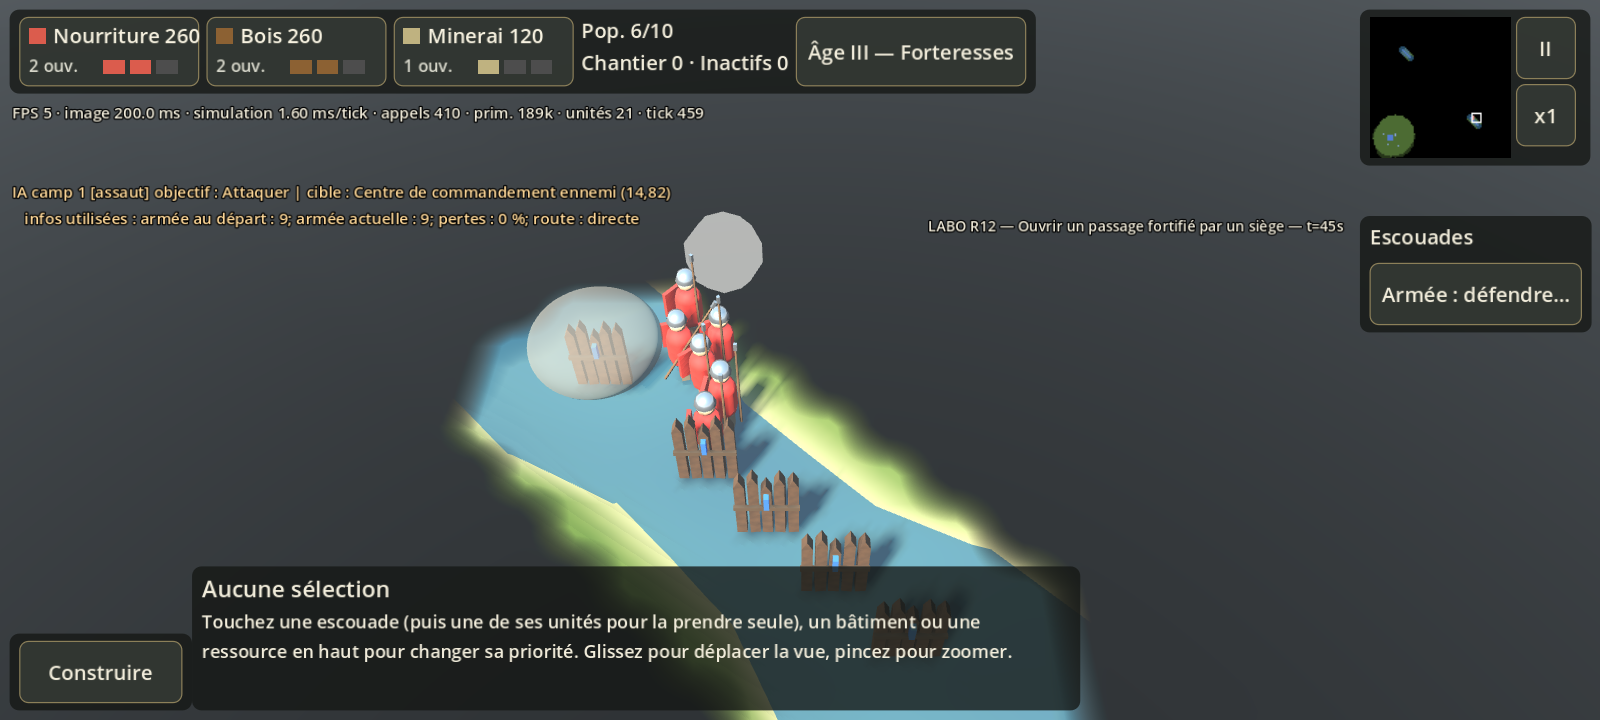 Nourriture 260
2 ouv.
Bois 260
2 ouv.
Minerai 120
1 ouv.
Pop. 6/10
Chantier 0 · Inactifs 0
Âge III — Forteresses
II
x1
FPS 5 · image 200.0 ms · simulation 1.60 ms/tick · appels 410 · prim. 189k · unités 21 · tick 459
IA camp 1 [assaut] objectif : Attaquer | cible : Centre de commandement ennemi (14,82)
infos utilisées : armée au départ : 9; armée actuelle : 9; pertes : 0 %; route : directe
LABO R12 — Ouvrir un passage fortifié par un siège — t=45s
Escouades
Armée : défendre...
Aucune sélection
Touchez une escouade (puis une de ses unités pour la prendre seule), un bâtiment ou une
ressource en haut pour changer sa priorité. Glissez pour déplacer la vue, pincez pour zoomer.
Construire